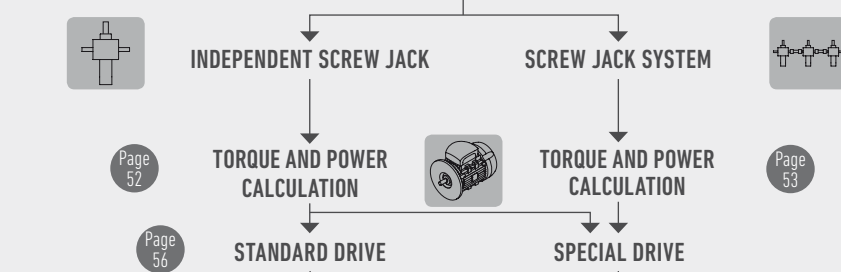 INDEPENDENT SCREW JACK
SCREW JACK SYSTEM
Page
52
TORQUE AND POWER
CALCULATION
TORQUE AND POWER
CALCULATION
Page
53
Page
56
STANDARD DRIVE
SPECIAL DRIVE